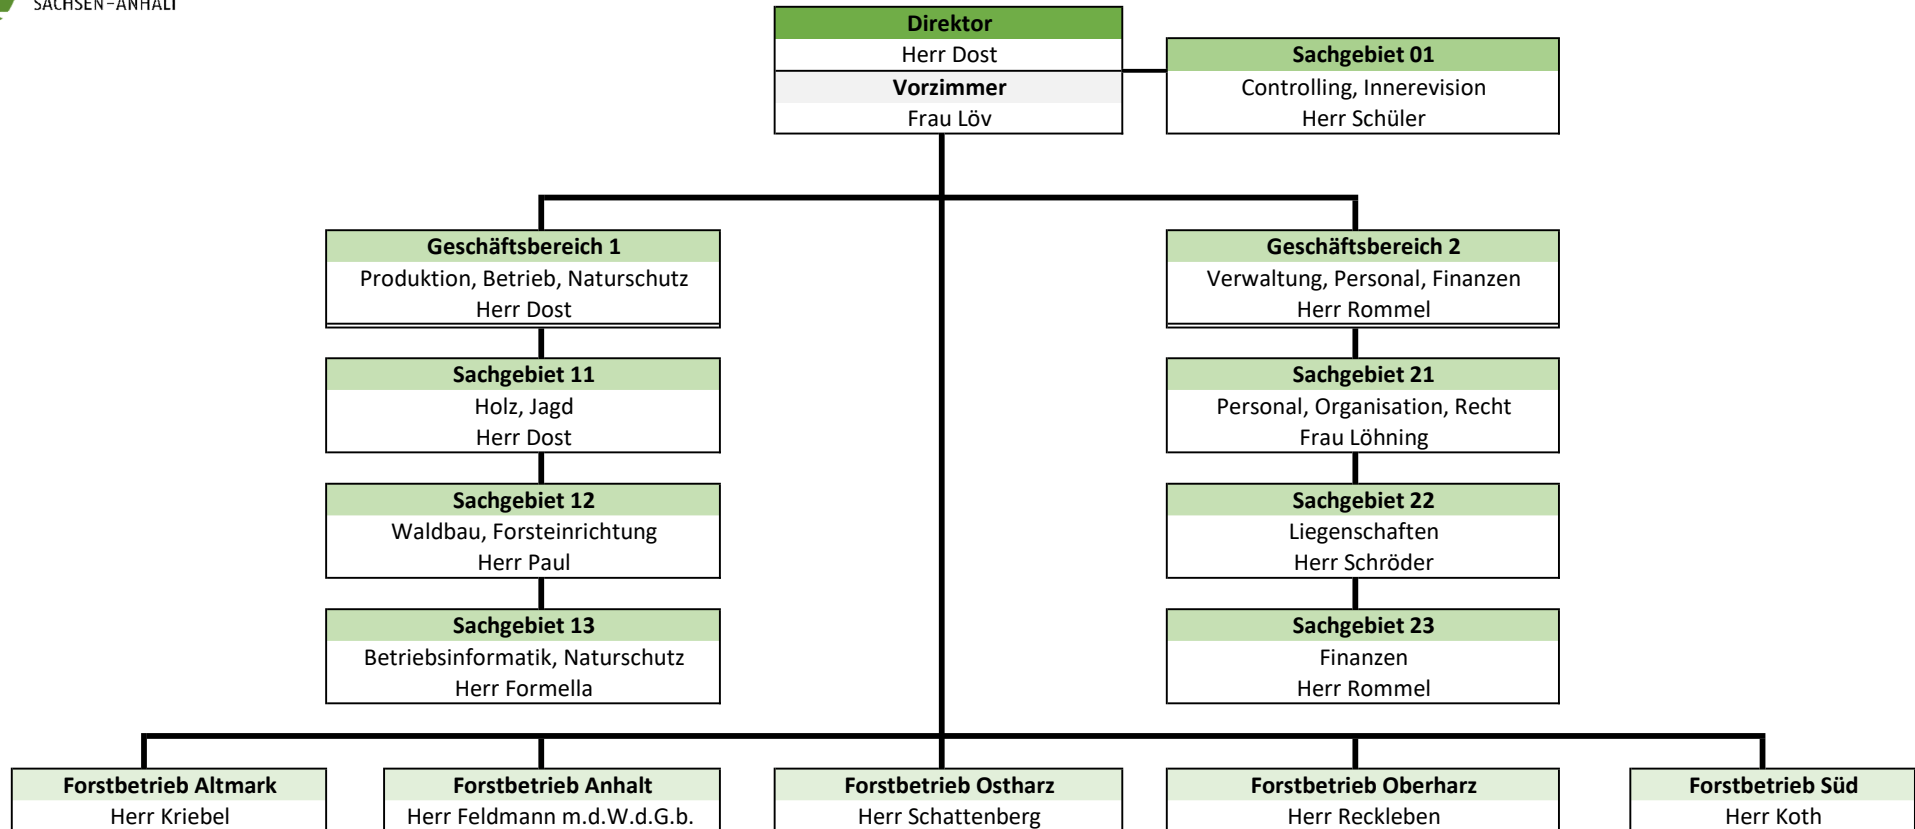 SACHSEN-ANHALT
Direktor
Herr Dost
Vorzimmer
Frau Löv
Sachgebiet 01
Controlling, Innerevision
Herr Schüler
Geschäftsbereich 1
Produktion, Betrieb, Naturschutz
Herr Dost
Geschäftsbereich 2
Verwaltung, Personal, Finanzen
Herr Rommel
Sachgebiet 11
Holz, Jagd
Herr Dost
Sachgebiet 21
Personal, Organisation, Recht
Frau Löhning
Sachgebiet 12
Waldbau, Forsteinrichtung
Herr Paul
Sachgebiet 22
Liegenschaften
Herr Schröder
Sachgebiet 13
Betriebsinformatik, Naturschutz
Herr Formella
Sachgebiet 23
Finanzen
Herr Rommel
Forstbetrieb Altmark
Herr Kriebel
Forstbetrieb Anhalt
Herr Feldmann m.d.W.d.G.b.
Forstbetrieb Ostharz
Herr Schattenberg
Forstbetrieb Oberharz
Herr Reckleben
Forstbetrieb Süd
Herr Koth